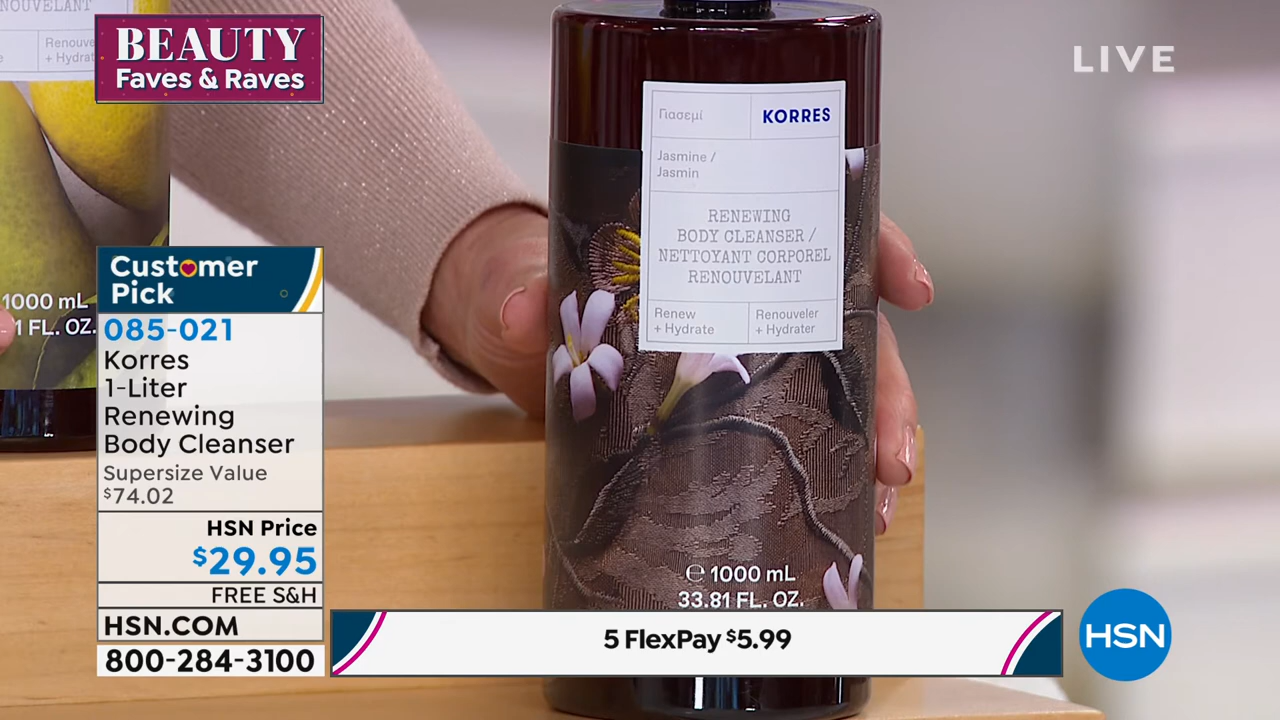 NOUVELANT
+ Hydrat
1000 mL
1 FL. OZ.
BEAUTY
Faves & Raves
LIVE
Γιασεμί
KORRES
Jasmine /
Jasmin
RENEWING
BODY CLEANSER /
NETTOYANT CORPOREL
RENOUVELANT
Renew
+ Hydrate
Renouveler
+ Hydrater
℮ 1000 mL
33.81 FL. OZ.
Customer
Pick
085-021
Korres
1-Liter
Renewing
Body Cleanser
Supersize Value
$74.02
HSN Price
$29.95
FREE S&H
HSN.COM
800-284-3100
5 FlexPay $5.99
HSN